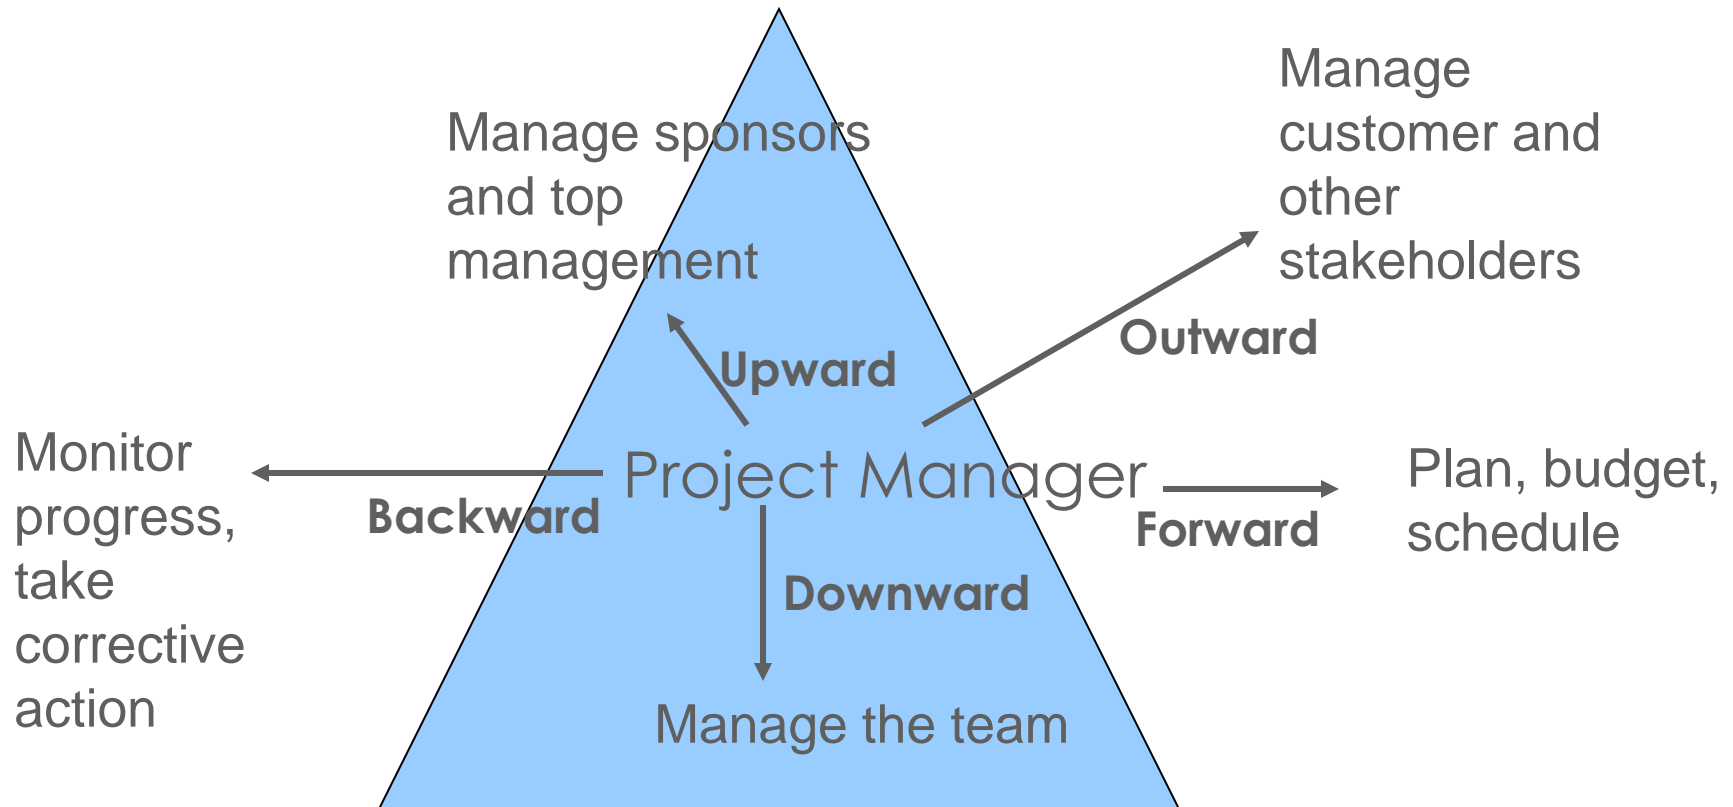 Manage sponsors
and top
management
Manage
customer and
other
stakeholders
Upward
Outward
Monitor
progress,
take
corrective
action
Backward
Project Manager
Forward
Plan, budget,
schedule
Downward
Manage the team